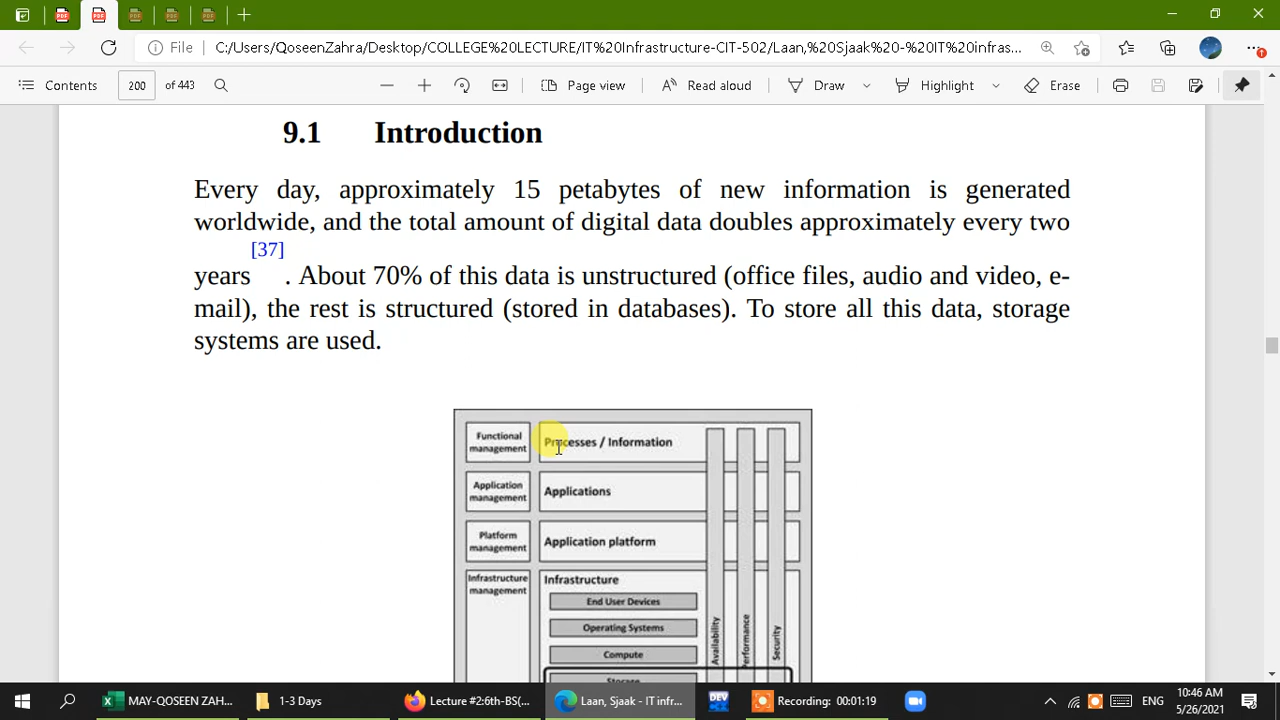 File
C:/Users/QoseenZahra/Desktop/COLLEGE%20LECTURE/IT%20Infrastructure-CIT-502/Laan,%20Sjaak%20-%20IT%20infras...
Contents
200 of 443
Page view
Read aloud
Draw
Highlight
Erase
9.1 Introduction
Every day, approximately 15 petabytes of new information is generated
worldwide, and the total amount of digital data doubles approximately every two
[37]
years . About 70% of this data is unstructured (office files, audio and video, e-
mail), the rest is structured (stored in databases). To store all this data, storage
systems are used.
Functional
management
Processes / Information
Application
management
Applications
Platform
management
Application platform
Infrastructure
management
Infrastructure
End User Devices
Operating Systems
Compute
Storage
Availability
Performance
Security
MAY-QOSEEN ZAH...
1-3 Days
Lecture #2:6th-BS(...
Laan, Sjaak - IT infr...
DEV
Recording: 00:01:19
ENG
10:46 AM
5/26/2021